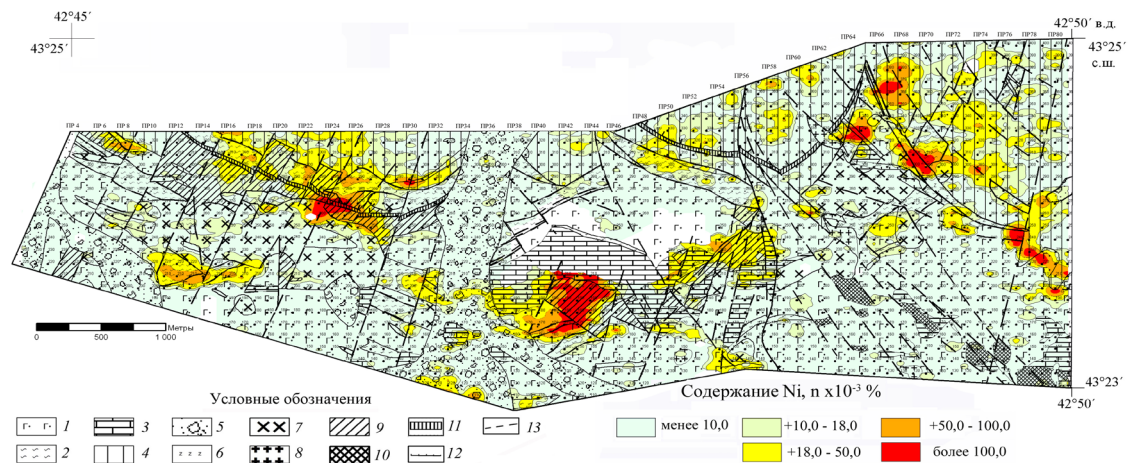 42°45´
43°25´
42°50´ в.д.
43°25´
с.ш.
ПР64 ПР66 ПР68 ПР70 ПР72 ПР74 ПР76 ПР78 ПР80
ПР48 ПР50 ПР52 ПР54 ПР56 ПР58 ПР60 ПР62
ПР 4 ПР 6 ПР 8 ПР10 ПР12 ПР14 ПР16 ПР18 ПР20 ПР22 ПР24 ПР26 ПР28 ПР30 ПР32 ПР34 ПР36 ПР38 ПР40 ПР42 ПР44 ПР46
Метры
0 500 1 000
43°23´
42°50´
Условные обозначения
1 3 5 7 9 11 13
2 4 6 8 10 12
Содержание Ni, n x10-3 %
менее 10,0 +10,0 - 18,0 +50,0 - 100,0
+18,0 - 50,0 более 100,0